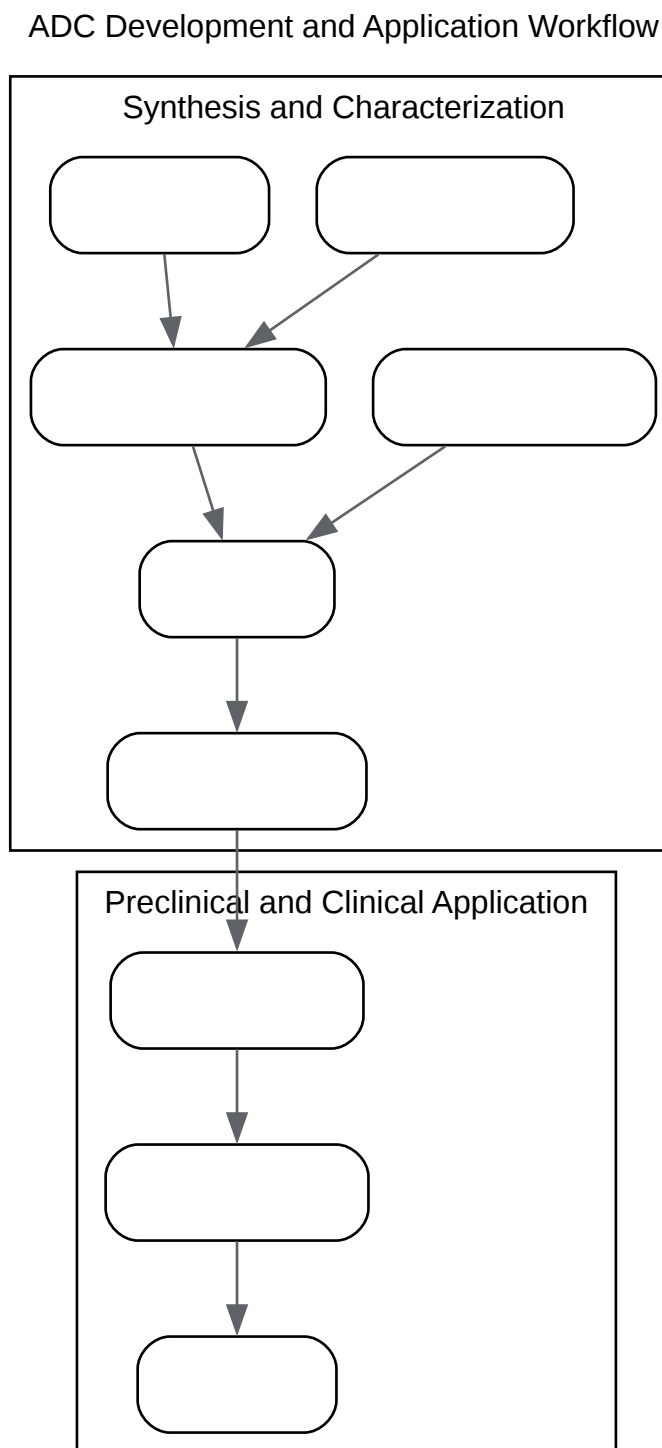 ADC Development and Application Workflow
Synthesis and Characterization
Preclinical and Clinical Application